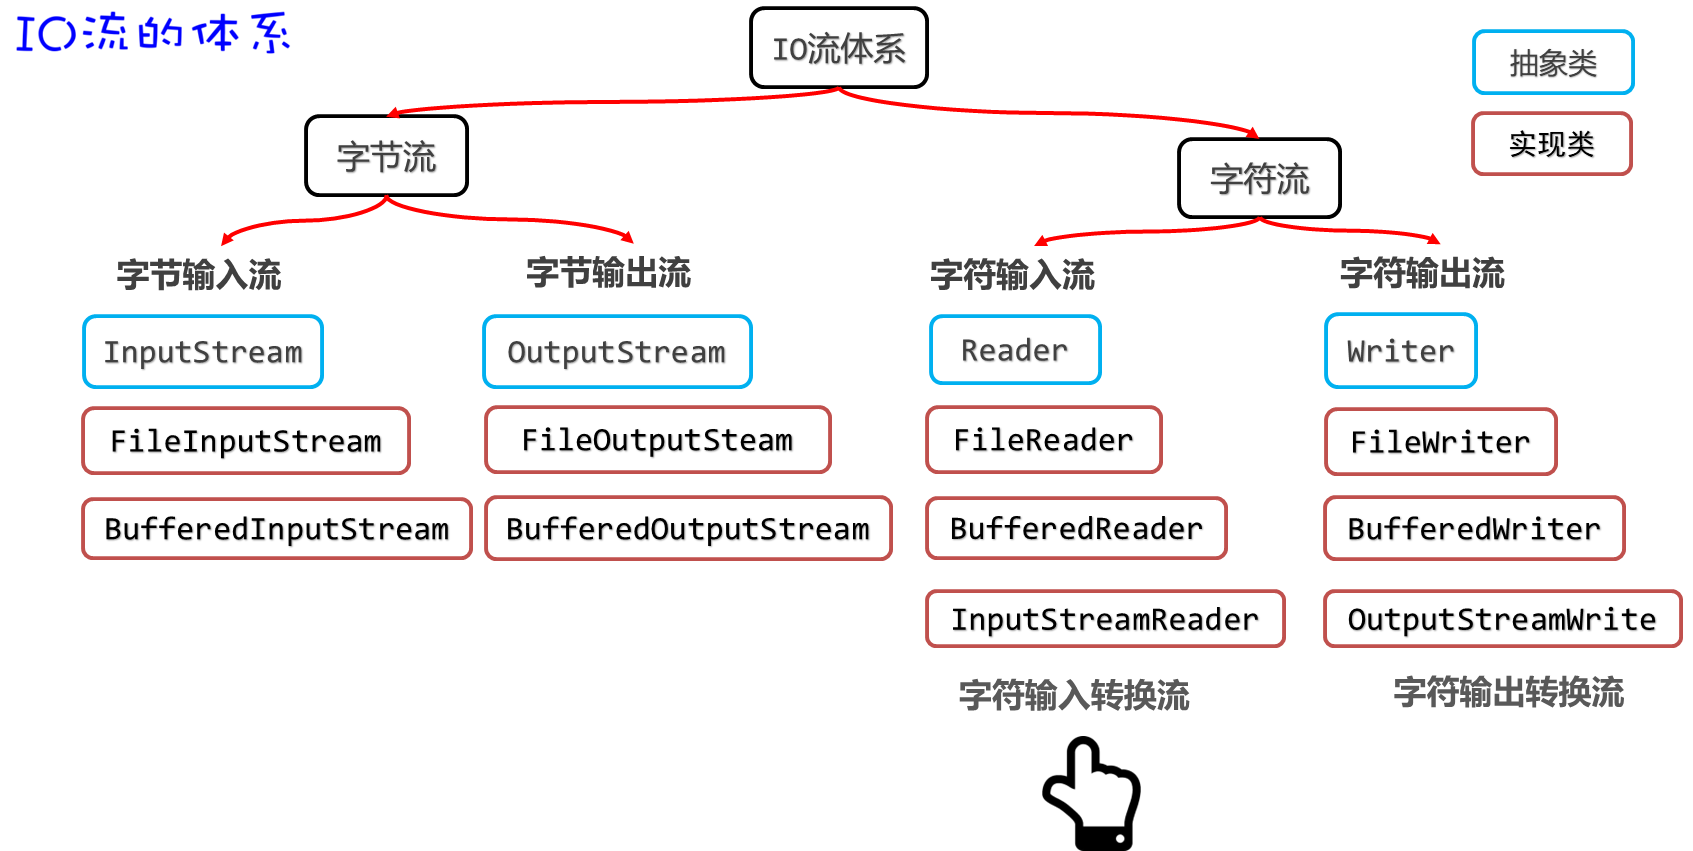 IO流的体系
IO流体系
抽象类
实现类
字节流
字符流
字节输入流
字节输出流
字符输入流
字符输出流
InputStream
OutputStream
Reader
Writer
FileInputStream
FileOutputSteam
FileReader
FileWriter
BufferedInputStream
BufferedOutputStream
BufferedReader
BufferedWriter
InputStreamReader
OutputStreamWrite
字符输入转换流
字符输出转换流